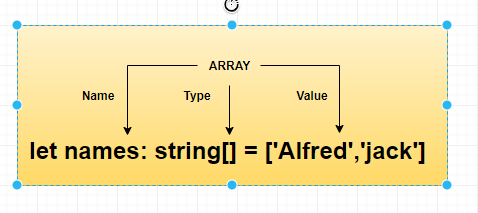 ARRAY
Name Type Value
let names: string[] = ['Alfred','jack']